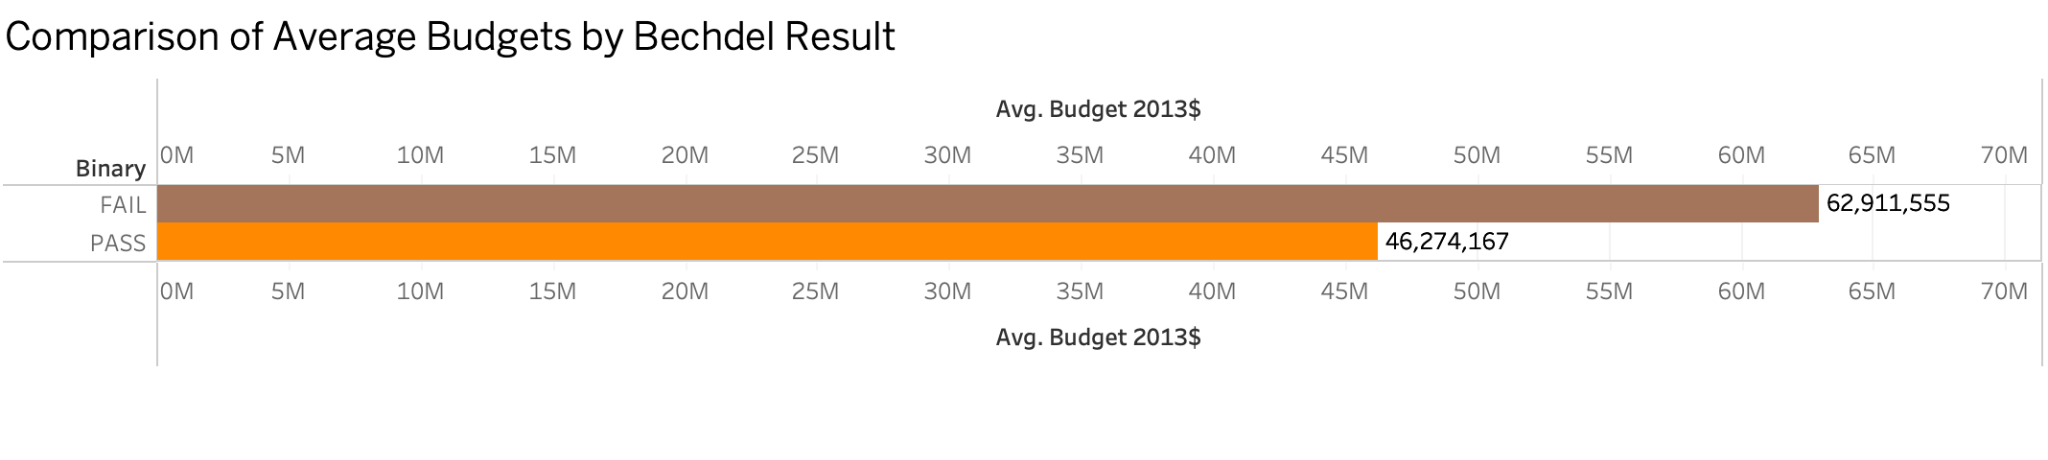 Comparison of Average Budgets by Bechdel Result
Avg. Budget 2013$
0M 5M 10M 15M 20M 25M 30M 35M 40M 45M 50M 55M 60M 65M 70M
Binary
FAIL 62,911,555
PASS 46,274,167
0M 5M 10M 15M 20M 25M 30M 35M 40M 45M 50M 55M 60M 65M 70M
Avg. Budget 2013$